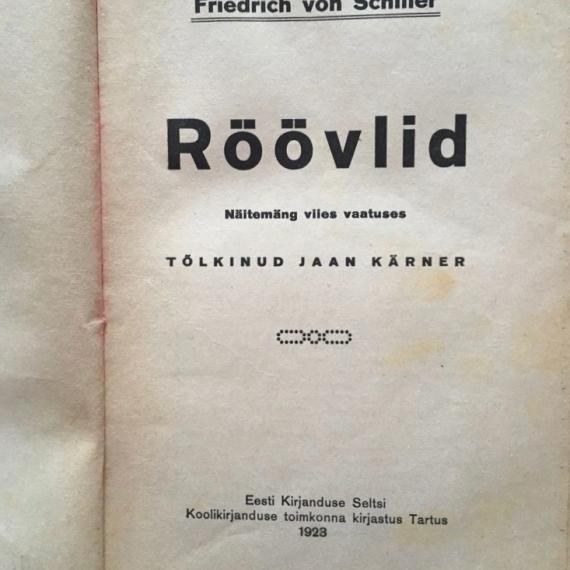 Friedrich von Schiller
Röövlid
Näitemäng viies vaatuses
TÕLKINUD JAAN KÄRNER
Eesti Kirjanduse Seltsi
Koolikirjanduse toimkonna kirjastus Tartus
1923